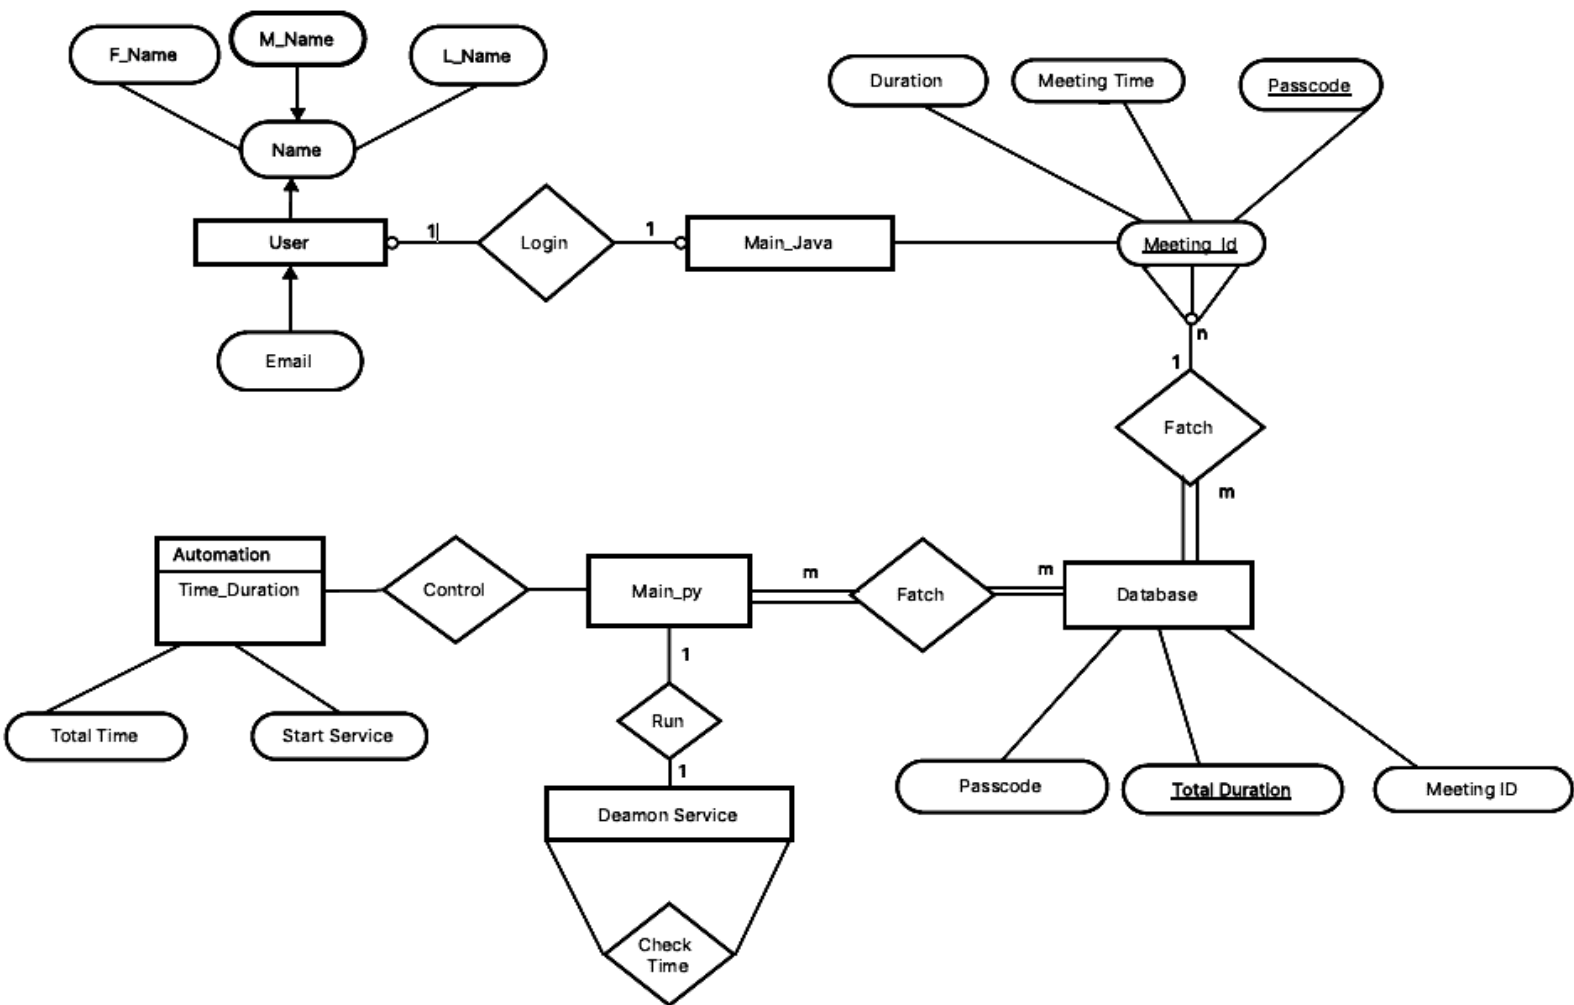 F_Name
M_Name
L_Name
Duration
Meeting Time
Passcode
Name
User
1
Login
1
Main_Java
Meeting_Id
Email
n
1
Fatch
m
Automation
Time_Duration
Control
Main_py
m
Fatch
m
Database
1
Run
1
Total Time
Start Service
Deamon Service
Passcode
Total Duration
Meeting ID
Check
Time